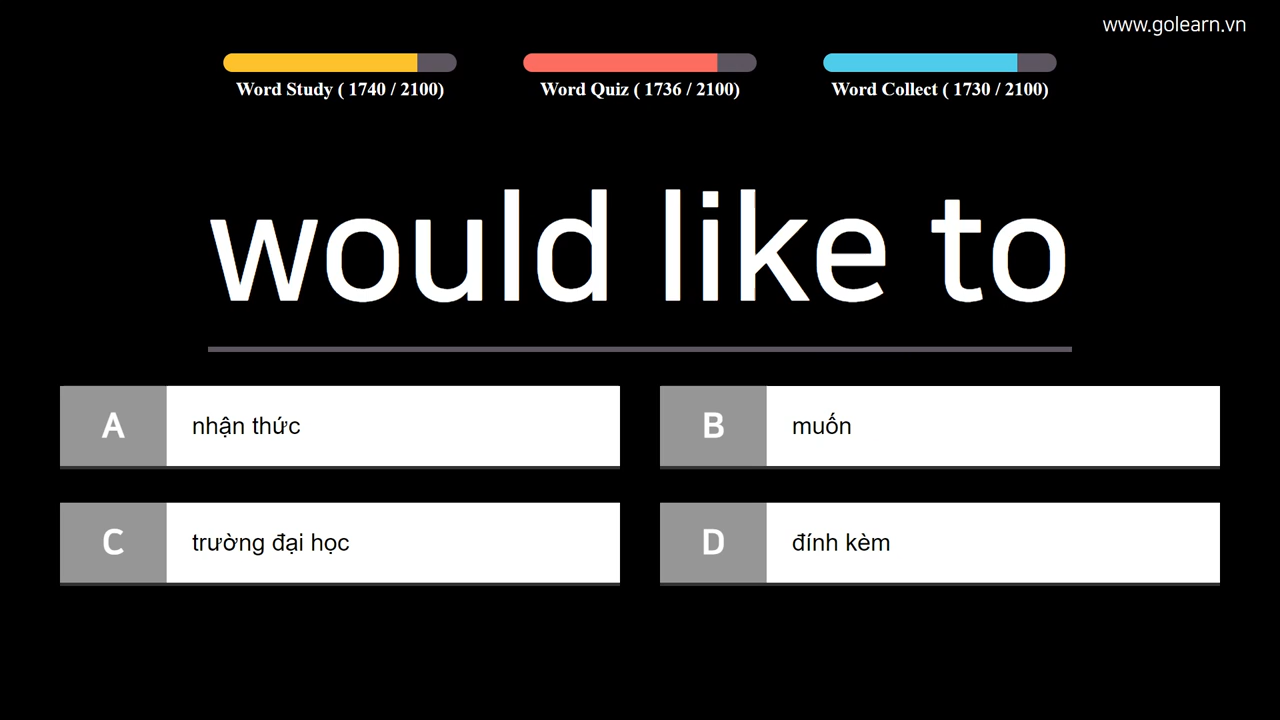 www.golearn.vn
Word Study ( 1740 / 2100)
Word Quiz ( 1736 / 2100)
Word Collect ( 1730 / 2100)
would like to
A nhận thức
B muốn
C trường đại học
D đính kèm